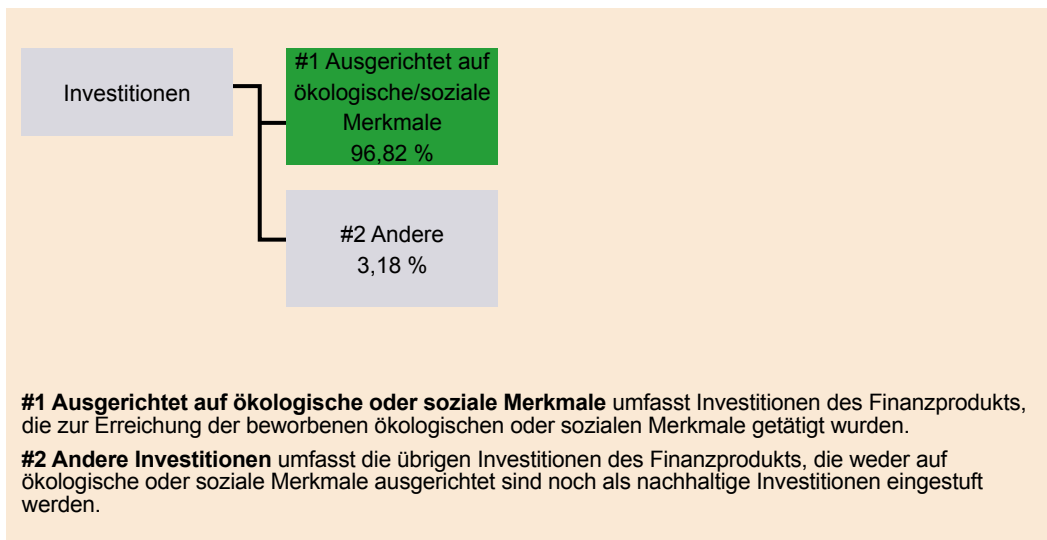 Investitionen
#1 Ausgerichtet auf
ökologische/soziale
Merkmale
96,82 %
#2 Andere
3,18 %
#1 Ausgerichtet auf ökologische oder soziale Merkmale umfasst Investitionen des Finanzprodukts,
die zur Erreichung der beworbenen ökologischen oder sozialen Merkmale getätigt wurden.
#2 Andere Investitionen umfasst die übrigen Investitionen des Finanzprodukts, die weder auf
ökologische oder soziale Merkmale ausgerichtet sind noch als nachhaltige Investitionen eingestuft
werden.